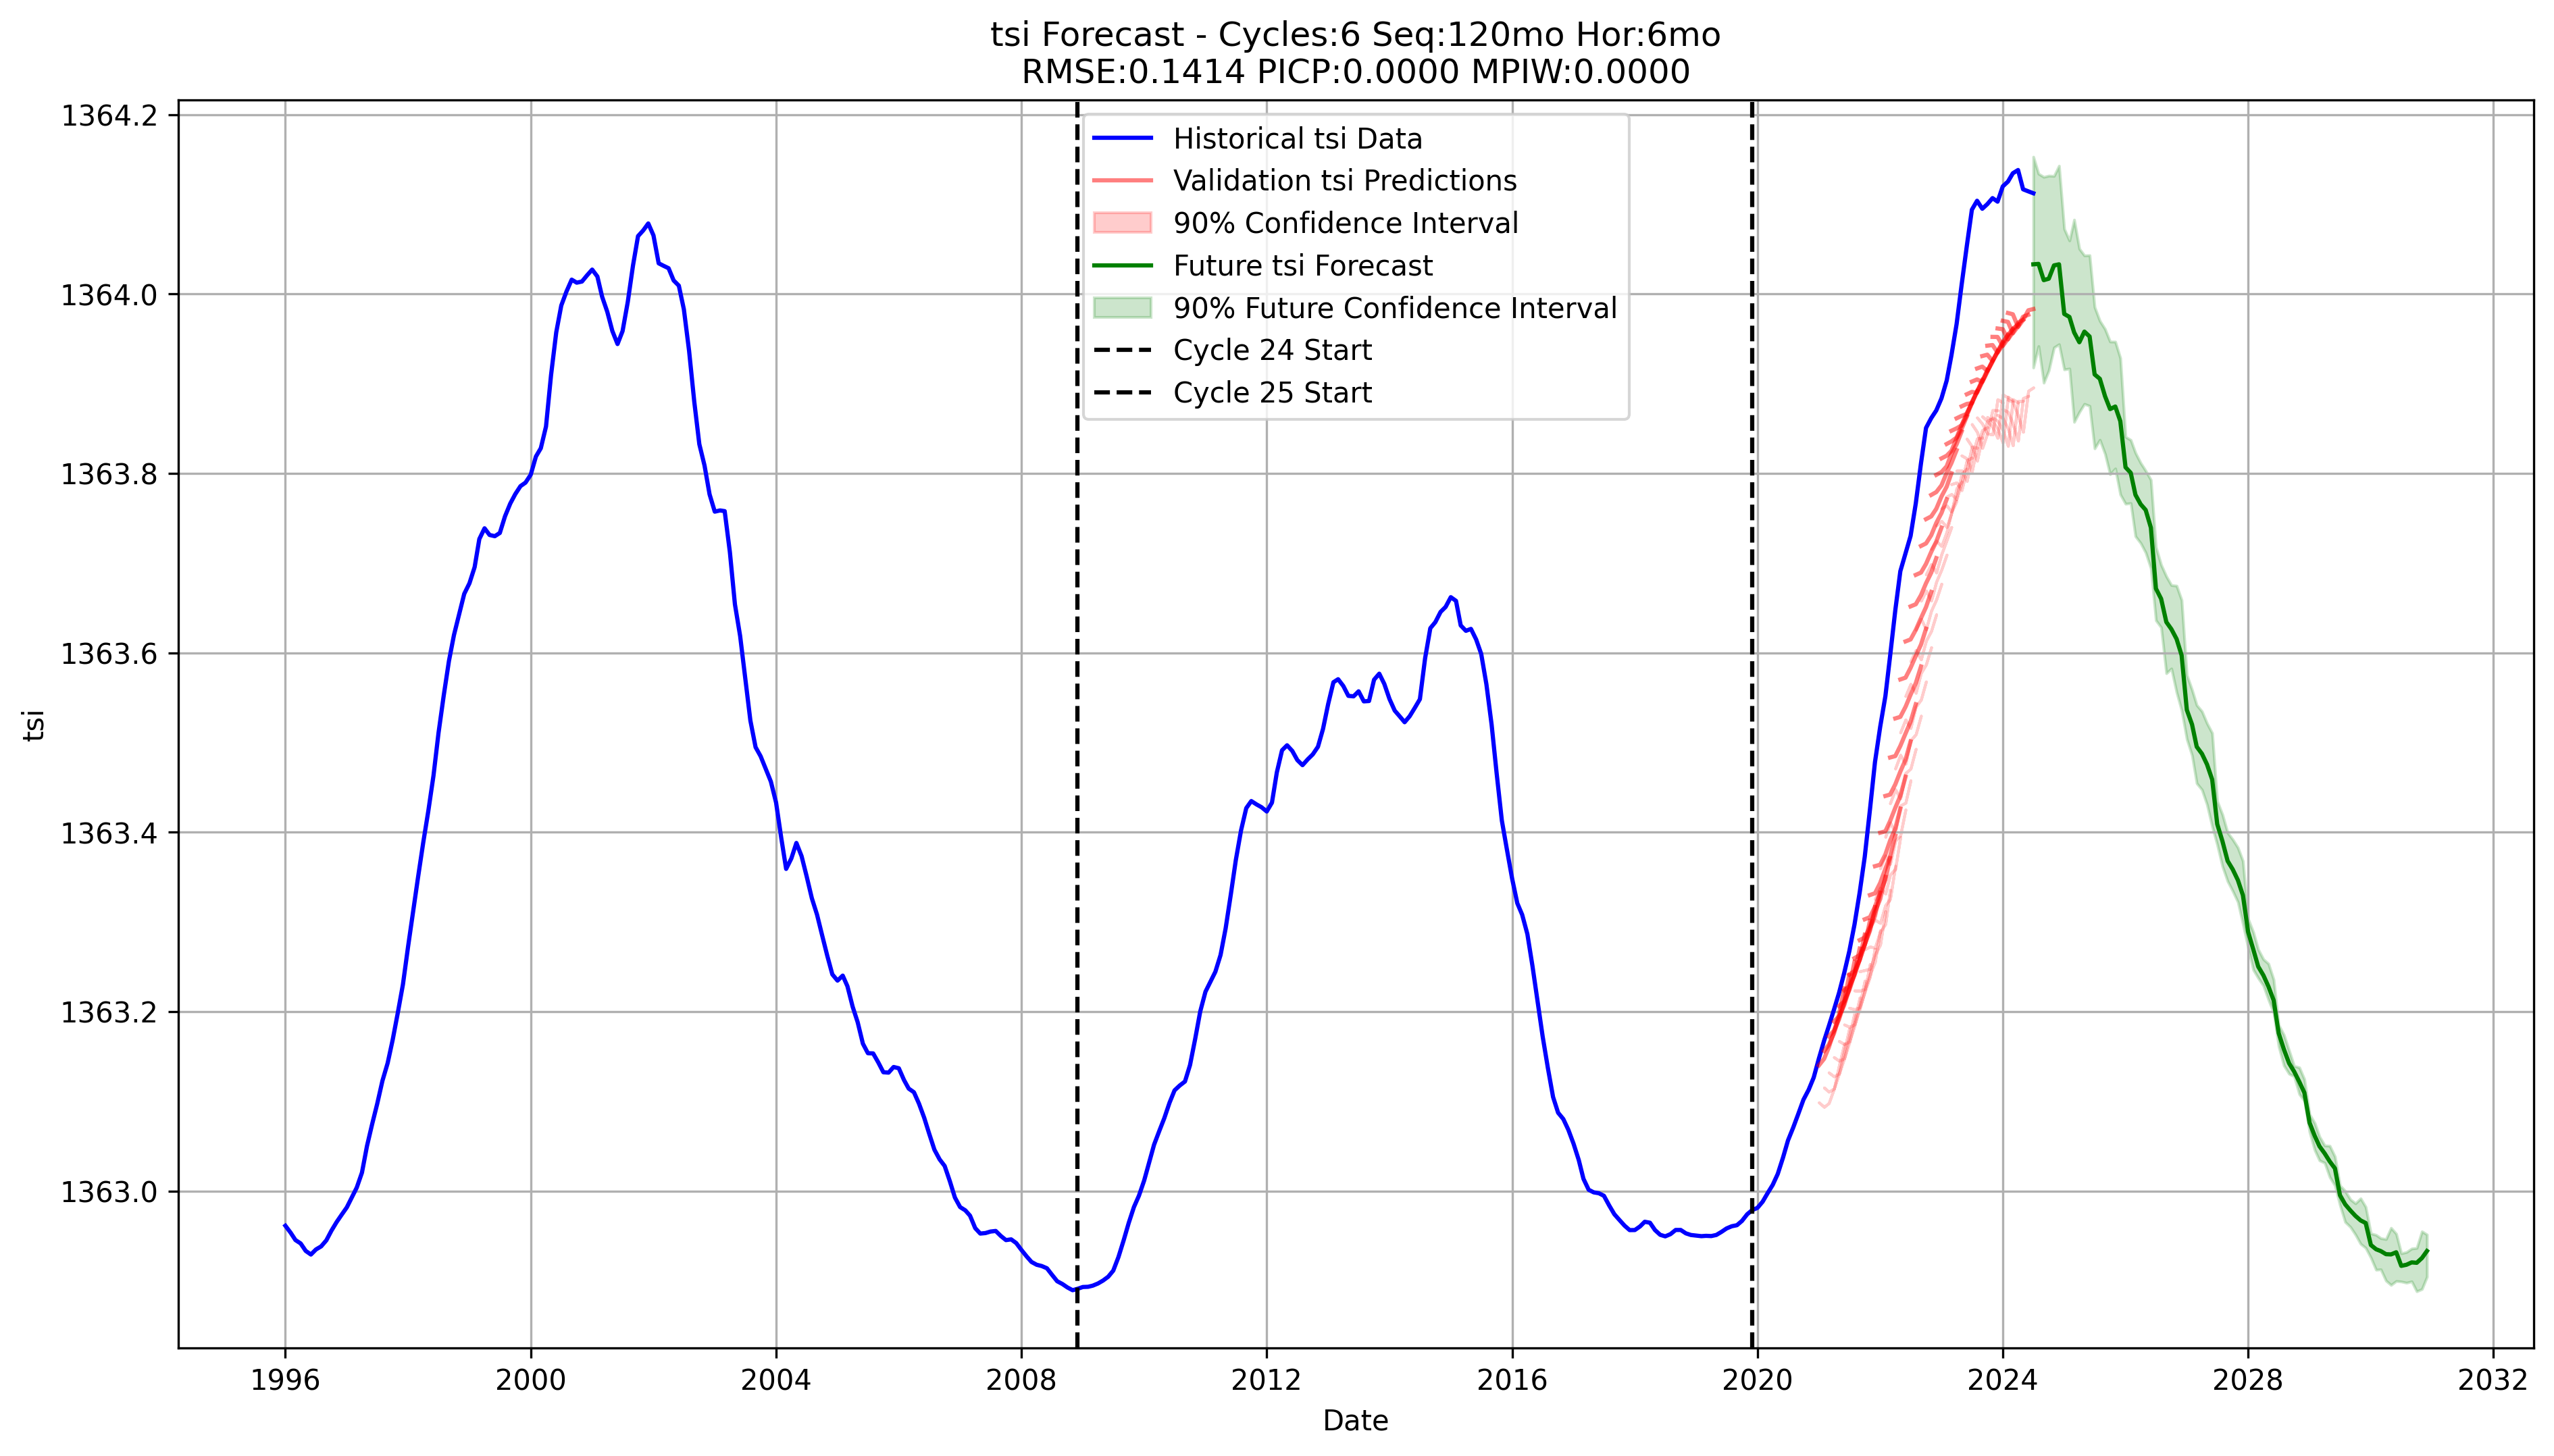 tsi Forecast - Cycles:6 Seq:120mo Hor:6mo
RMSE:0.1414 PICP:0.0000 MPIW:0.0000
1364.2
1364.0
1363.8
1363.6
1363.4
1363.2
1363.0
tsi
Historical tsi Data
Validation tsi Predictions
90% Confidence Interval
Future tsi Forecast
90% Future Confidence Interval
Cycle 24 Start
Cycle 25 Start
1996 2000 2004 2008 2012 2016 2020 2024 2028 2032
Date